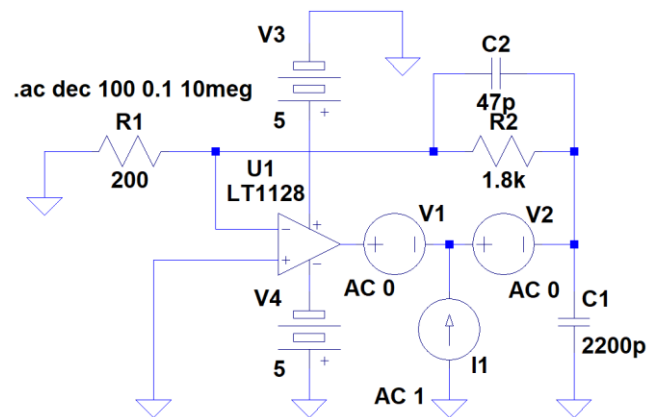 V3
C2
.ac dec 100 0.1 10meg
47p
R1
5
R2
U1
200
LT1128
1.8k
V1
V2
AC 0
AC 0
V4
C1
2200p
5
I1
AC 1